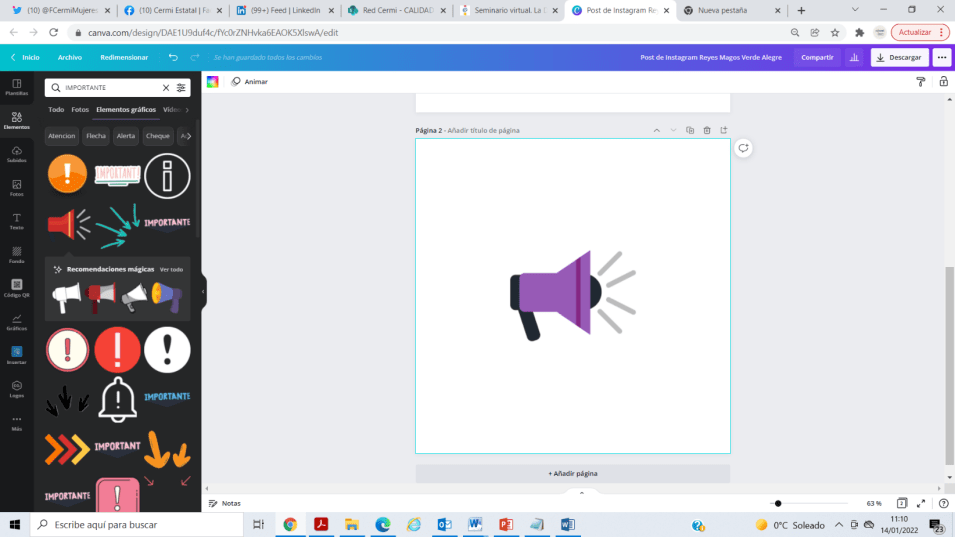 (10) @FCermiMujeres
(10) Cermi Estatal | Fa
(99+) Feed | LinkedIn
Red Cermi - CALIDAD
Seminario virtual. La D
Post de Instagram Re
Nueva pestaña
canva.com/design/DAE1U9duf4c/fYc0rZNHvka6EAOK5XlswA/edit
Actualizar
Inicio
Archivo
Redimensionar
Se han guardado todos los cambios
Post de Instagram Reyes Magos Verde Alegre
Compartir
Descargar
Plantillas
Elementos
Subidos
Fotos
Texto
Fondo
Código QR
Gráficos
Insertar
Logos
Más
IMPORTANTE
Todo
Fotos
Elementos gráficos
Víde
Atencion
Flecha
Alerta
Cheque
IMPORTANT!
IMPORTANTE
Recomendaciones mágicas
Ver todo
IMPORTANTE
IMPORTANT
IMPORTANTE
Animar
Página 2 - Añadir título de página
+ Añadir página
Notas
63 %
2
Escribe aquí para buscar
0°C Soleado
11:10
14/01/2022
23